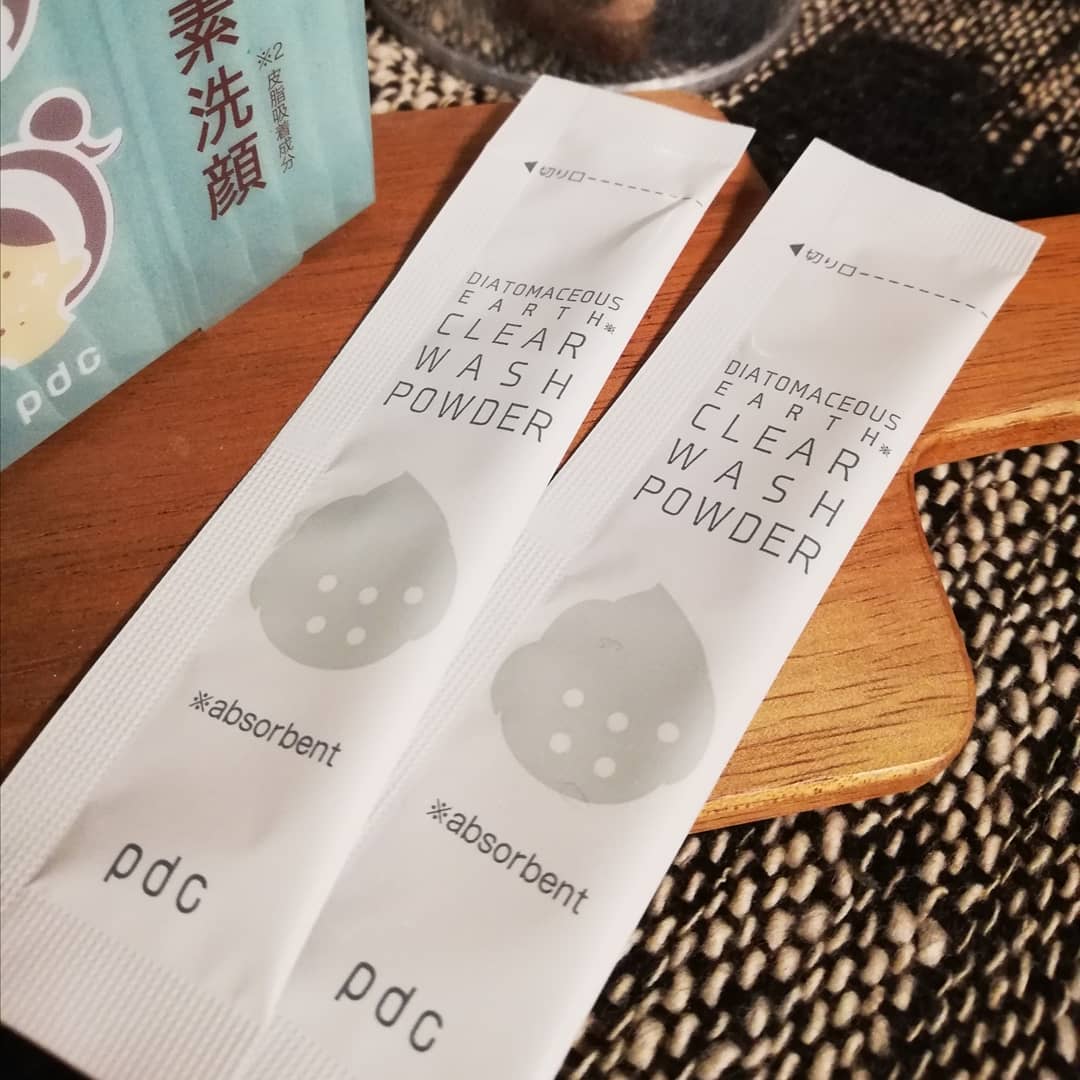 素洗顔
※2 皮脂吸着成分
pdc
◀切り口
DIATOMACEOUS
EARTH※
CLEAR
WASH
POWDER
※absorbent
pdc
◀切り口
DIATOMACEOUS
EARTH※
CLEAR
WASH
POWDER
※absorbent
pdc